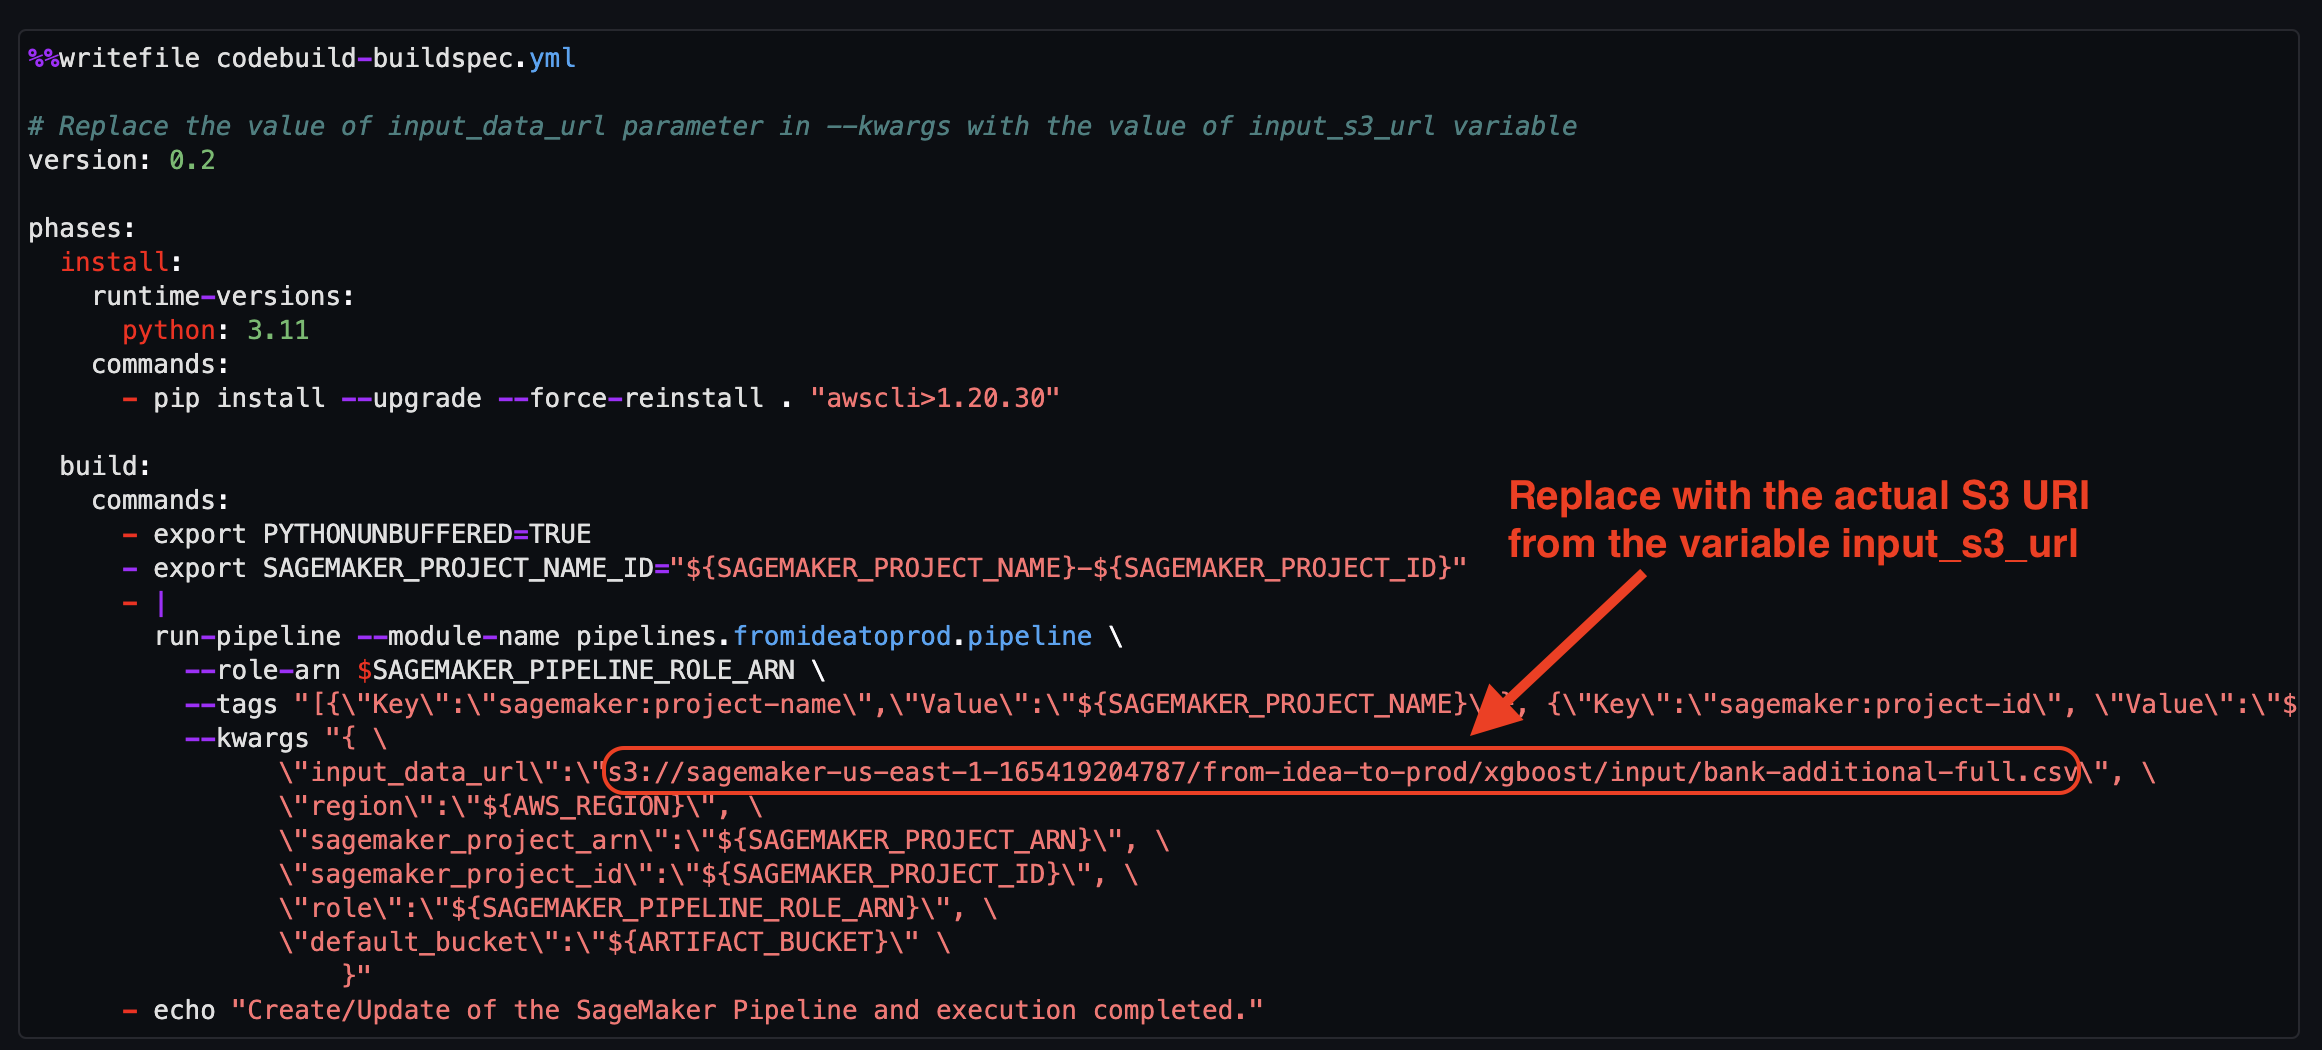 %%writefile codebuild-buildspec.yml
# Replace the value of input_data_url parameter in --kwargs with the value of input_s3_url variable
version: 0.2
phases:
  install:
    runtime-versions:
      python: 3.11
    commands:
      - pip install --upgrade --force-reinstall . "awscli>1.20.30"
  build:
    commands:
      - export PYTHONUNBUFFERED=TRUE
      - export SAGEMAKER_PROJECT_NAME_ID="${SAGEMAKER_PROJECT_NAME}-${SAGEMAKER_PROJECT_ID}"
      - |
        run-pipeline --module-name pipelines.fromideatoprod.pipeline \
          --role-arn $SAGEMAKER_PIPELINE_ROLE_ARN \
          --tags "[{\"Key\":\"sagemaker:project-name\",\"Value\":\"${SAGEMAKER_PROJECT_NAME}\"}, {\"Key\":\"sagemaker:project-id\", \"Value\":\"$
          --kwargs "{ \
                \"input_data_url\":\"s3://sagemaker-us-east-1-165419204787/from-idea-to-prod/xgboost/input/bank-additional-full.csv\", \
                \"region\":\"${AWS_REGION}\", \
                \"sagemaker_project_arn\":\"${SAGEMAKER_PROJECT_ARN}\", \
                \"sagemaker_project_id\":\"${SAGEMAKER_PROJECT_ID}\", \
                \"role\":\"${SAGEMAKER_PIPELINE_ROLE_ARN}\", \
                \"default_bucket\":\"${ARTIFACT_BUCKET}\" \
                    }"
      - echo "Create/Update of the SageMaker Pipeline and execution completed."
Replace with the actual S3 URI
from the variable input_s3_url